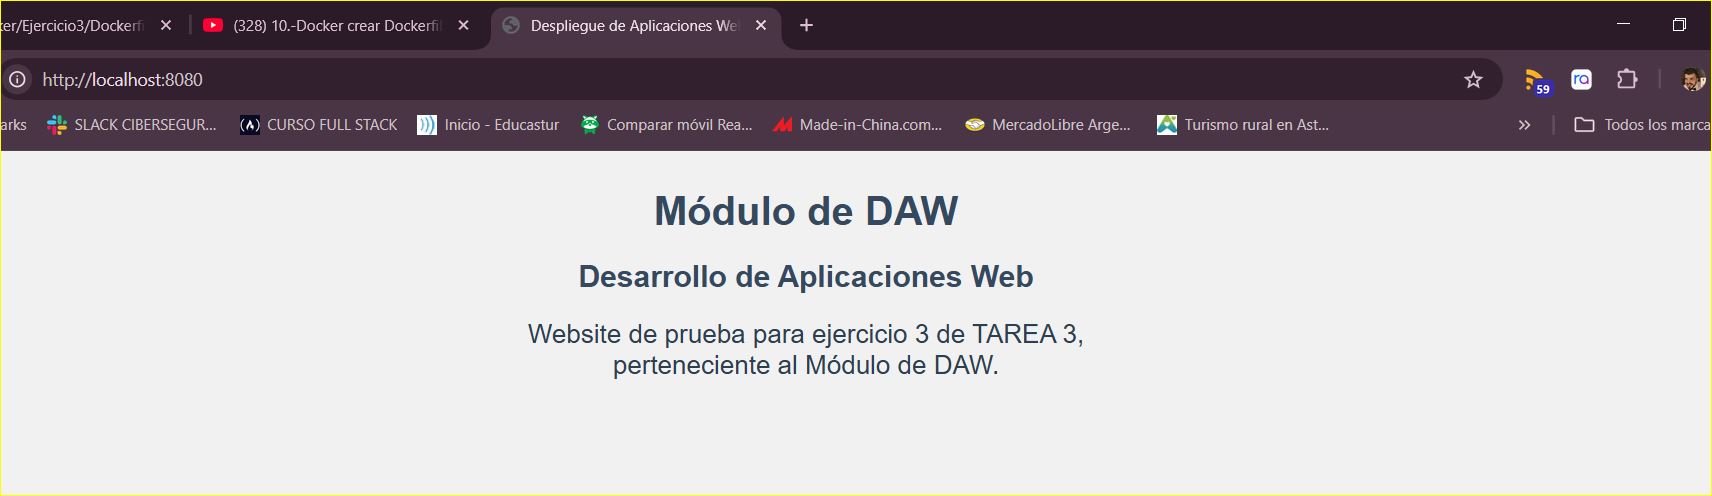 ker/Ejercicio3/Dockerfi
(328) 10.-Docker crear Dockerfil
Despliegue de Aplicaciones We
http://localhost:8080
59
ra
arks
SLACK CIBERSEGUR...
CURSO FULL STACK
Inicio - Educastur
Comparar móvil Rea...
Made-in-China.com...
MercadoLibre Arge...
Turismo rural en Ast...
»
Todos los marca
Módulo de DAW
Desarrollo de Aplicaciones Web
Website de prueba para ejercicio 3 de TAREA 3,
perteneciente al Módulo de DAW.